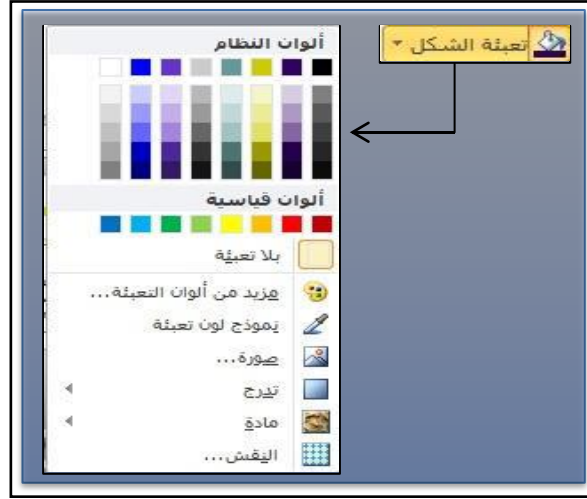 تعبئة الشكل
ألوان النظام
ألوان قياسية
بلا تعبئة
مزيد من ألوان التعبئة...
نموذج لون تعبئة
صورة...
تدرج
مادة
النقش...